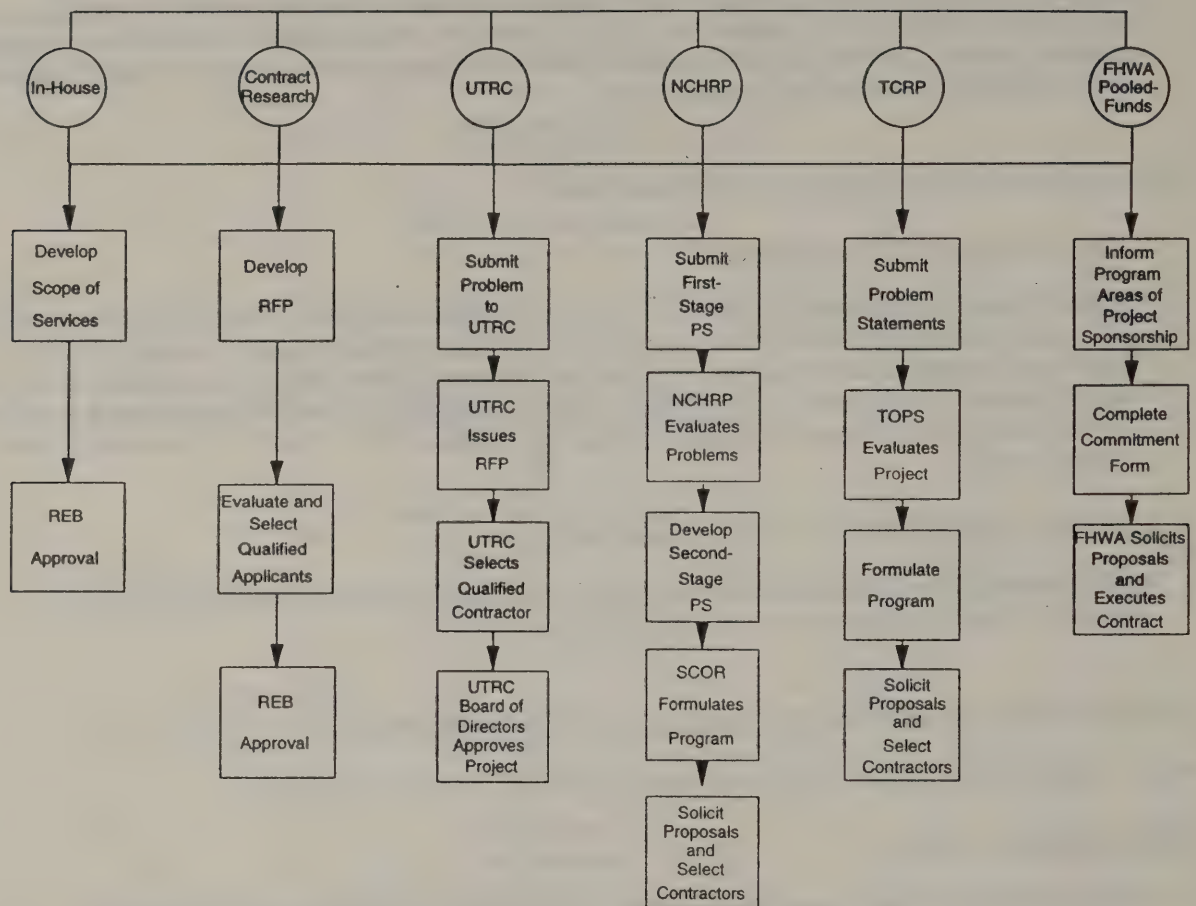 In-House
Contract
Research
UTRC
NCHRP
TCRP
FHWA
Pooled-
Funds
Develop
Scope of
Services
REB
Approval
Develop
RFP
Evaluate and
Select
Qualified
Applicants
REB
Approval
Submit
Problem
to
UTRC
UTRC
Issues
RFP
UTRC
Selects
Qualified
Contractor
UTRC
Board of
Directors
Approves
Project
Submit
First-
Stage
PS
NCHRP
Evaluates
Problems
Develop
Second-
Stage
PS
SCOR
Formulates
Program
Solicit
Proposals
and
Select
Contractors
Submit
Problem
Statements
TOPS
Evaluates
Project
Formulate
Program
Solicit
Proposals
and
Select
Contractors
Inform
Program
Areas of
Project
Sponsorship
Complete
Commitment
Form
FHWA Solicits
Proposals
and
Executes
Contract